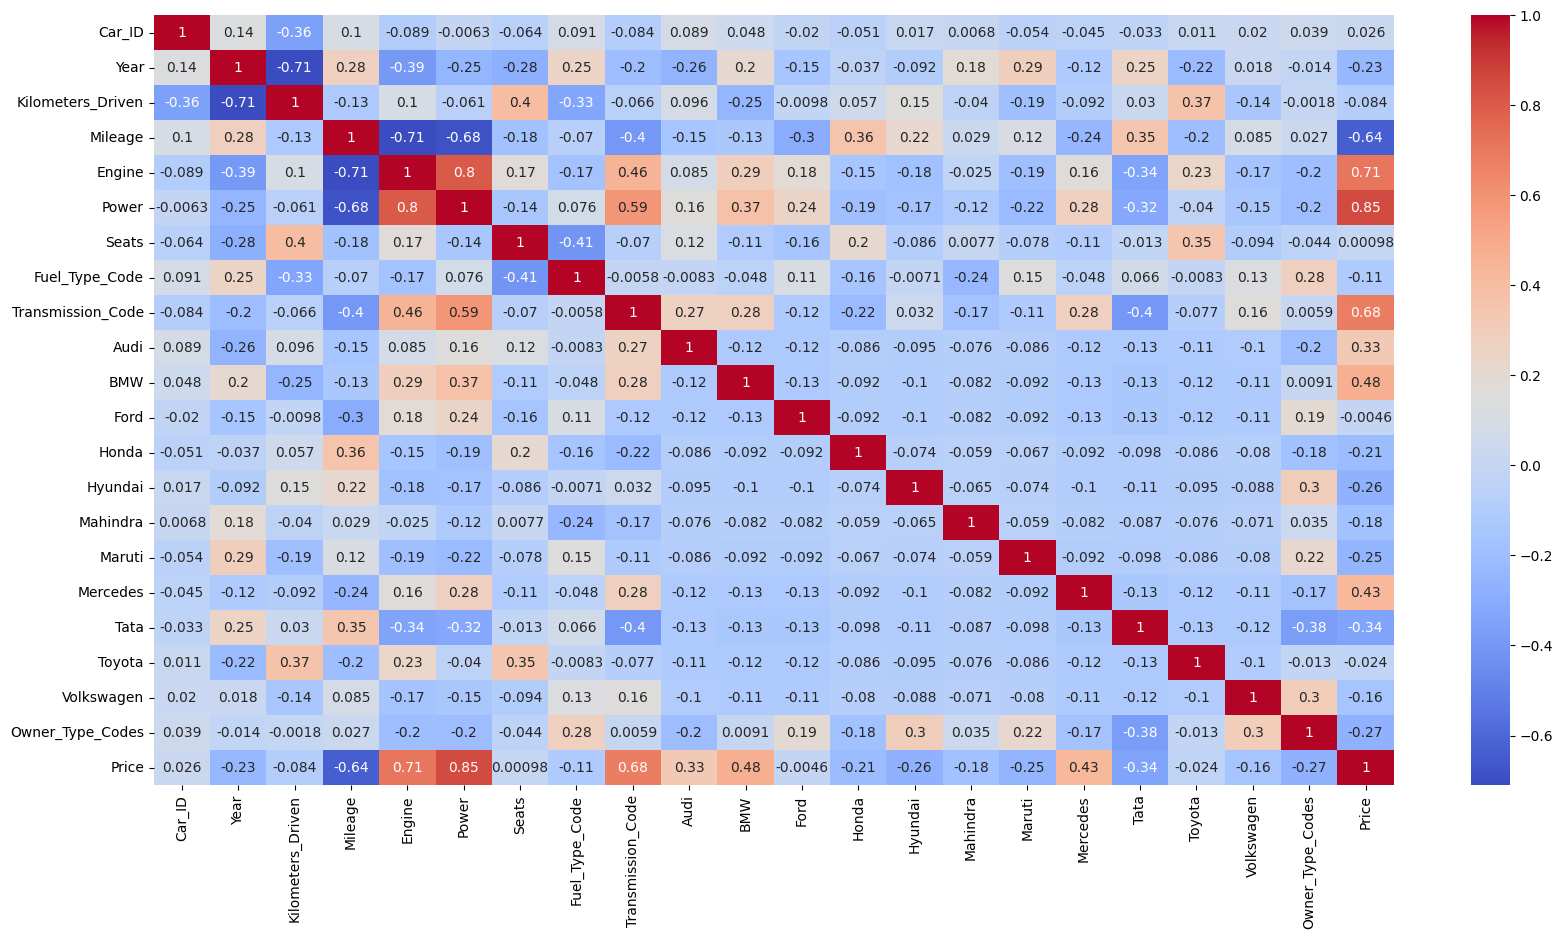 Car_ID 1 0.14 -0.36 0.1 -0.089 -0.0063 -0.064 0.091 -0.084 0.089 0.048 -0.02 -0.051 0.017 0.0068 -0.054 -0.045 -0.033 0.011 0.02 0.039 0.026 1.0
Year 0.14 1 -0.71 0.28 -0.39 -0.25 -0.28 0.25 -0.2 -0.26 0.2 -0.15 -0.037 -0.092 0.18 0.29 -0.12 0.25 -0.22 0.018 -0.014 -0.23
Kilometers_Driven -0.36 -0.71 1 -0.13 0.1 -0.061 0.4 -0.33 -0.066 0.096 -0.25 -0.0098 0.057 0.15 -0.04 -0.19 -0.092 0.03 0.37 -0.14 -0.0018 -0.084 0.8
Mileage 0.1 0.28 -0.13 1 -0.71 -0.68 -0.18 -0.07 -0.4 -0.15 -0.13 -0.3 0.36 0.22 0.029 0.12 -0.24 0.35 -0.2 0.085 0.027 -0.64
Engine -0.089 -0.39 0.1 -0.71 1 0.8 0.17 -0.17 0.46 0.085 0.29 0.18 -0.15 -0.18 -0.025 -0.19 0.16 -0.34 0.23 -0.17 -0.2 0.71
0.6
Power -0.0063 -0.25 -0.061 -0.68 0.8 1 -0.14 0.076 0.59 0.16 0.37 0.24 -0.19 -0.17 -0.12 -0.22 0.28 -0.32 -0.04 -0.15 -0.2 0.85
Seats -0.064 -0.28 0.4 -0.18 0.17 -0.14 1 -0.41 -0.07 0.12 -0.11 -0.16 0.2 -0.086 0.0077 -0.078 -0.11 -0.013 0.35 -0.094 -0.044 0.00098
Fuel_Type_Code 0.091 0.25 -0.33 -0.07 -0.17 0.076 -0.41 1 -0.0058 -0.0083 -0.048 0.11 -0.16 -0.0071 -0.24 0.15 -0.048 0.066 -0.0083 0.13 0.28 -0.11 0.4
Transmission_Code -0.084 -0.2 -0.066 -0.4 0.46 0.59 -0.07 -0.0058 1 0.27 0.28 -0.12 -0.22 0.032 -0.17 -0.11 0.28 -0.4 -0.077 0.16 0.0059 0.68
Audi 0.089 -0.26 0.096 -0.15 0.085 0.16 0.12 -0.0083 0.27 1 -0.12 -0.12 -0.086 -0.095 -0.076 -0.086 -0.12 -0.13 -0.11 -0.1 -0.2 0.33
0.2
BMW 0.048 0.2 -0.25 -0.13 0.29 0.37 -0.11 -0.048 0.28 -0.12 1 -0.13 -0.092 -0.1 -0.082 -0.092 -0.13 -0.13 -0.12 -0.11 0.0091 0.48
Ford -0.02 -0.15 -0.0098 -0.3 0.18 0.24 -0.16 0.11 -0.12 -0.12 -0.13 1 -0.092 -0.1 -0.082 -0.092 -0.13 -0.13 -0.12 -0.11 0.19 -0.0046
Honda -0.051 -0.037 0.057 0.36 -0.15 -0.19 0.2 -0.16 -0.22 -0.086 -0.092 -0.092 1 -0.074 -0.059 -0.067 -0.092 -0.098 -0.086 -0.08 -0.18 -0.21 0.0
Hyundai 0.017 -0.092 0.15 0.22 -0.18 -0.17 -0.086 -0.0071 0.032 -0.095 -0.1 -0.1 -0.074 1 -0.065 -0.074 -0.1 -0.11 -0.095 -0.088 0.3 -0.26
Mahindra 0.0068 0.18 -0.04 0.029 -0.025 -0.12 0.0077 -0.24 -0.17 -0.076 -0.082 -0.082 -0.059 -0.065 1 -0.059 -0.082 -0.087 -0.076 -0.071 0.035 -0.18
−0.2
Maruti -0.054 0.29 -0.19 0.12 -0.19 -0.22 -0.078 0.15 -0.11 -0.086 -0.092 -0.092 -0.067 -0.074 -0.059 1 -0.092 -0.098 -0.086 -0.08 0.22 -0.25
Mercedes -0.045 -0.12 -0.092 -0.24 0.16 0.28 -0.11 -0.048 0.28 -0.12 -0.13 -0.13 -0.092 -0.1 -0.082 -0.092 1 -0.13 -0.12 -0.11 -0.17 0.43
Tata -0.033 0.25 0.03 0.35 -0.34 -0.32 -0.013 0.066 -0.4 -0.13 -0.13 -0.13 -0.098 -0.11 -0.087 -0.098 -0.13 1 -0.13 -0.12 -0.38 -0.34
−0.4
Toyota 0.011 -0.22 0.37 -0.2 0.23 -0.04 0.35 -0.0083 -0.077 -0.11 -0.12 -0.12 -0.086 -0.095 -0.076 -0.086 -0.12 -0.13 1 -0.1 -0.013 -0.024
Volkswagen 0.02 0.018 -0.14 0.085 -0.17 -0.15 -0.094 0.13 0.16 -0.1 -0.11 -0.11 -0.08 -0.088 -0.071 -0.08 -0.11 -0.12 -0.1 1 0.3 -0.16
Owner_Type_Codes 0.039 -0.014 -0.0018 0.027 -0.2 -0.2 -0.044 0.28 0.0059 -0.2 0.0091 0.19 -0.18 0.3 0.035 0.22 -0.17 -0.38 -0.013 0.3 1 -0.27 −0.6
Price 0.026 -0.23 -0.084 -0.64 0.71 0.85 0.00098 -0.11 0.68 0.33 0.48 -0.0046 -0.21 -0.26 -0.18 -0.25 0.43 -0.34 -0.024 -0.16 -0.27 1
Car_ID Year Kilometers_Driven Mileage Engine Power Seats Fuel_Type_Code Transmission_Code Audi BMW Ford Honda Hyundai Mahindra Maruti Mercedes Tata Toyota Volkswagen Owner_Type_Codes Price